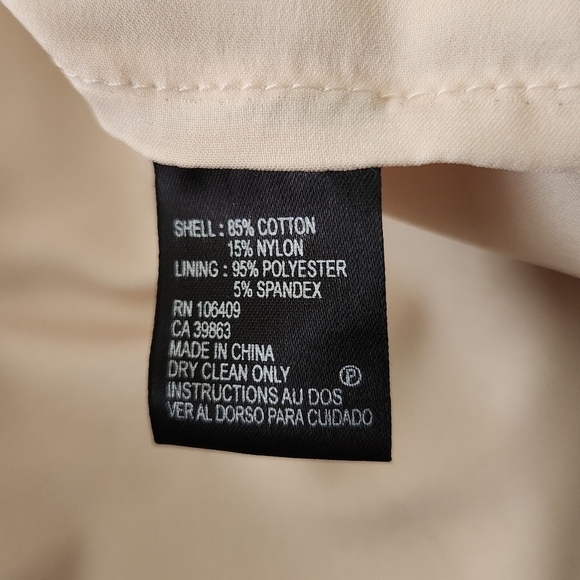 SHELL : 85% COTTON
15% NYLON
LINING : 95% POLYESTER
5% SPANDEX
RN 106409
CA 39863
MADE IN CHINA
DRY CLEAN ONLY Ⓟ
INSTRUCTIONS AU DOS
VER AL DORSO PARA CUIDADO